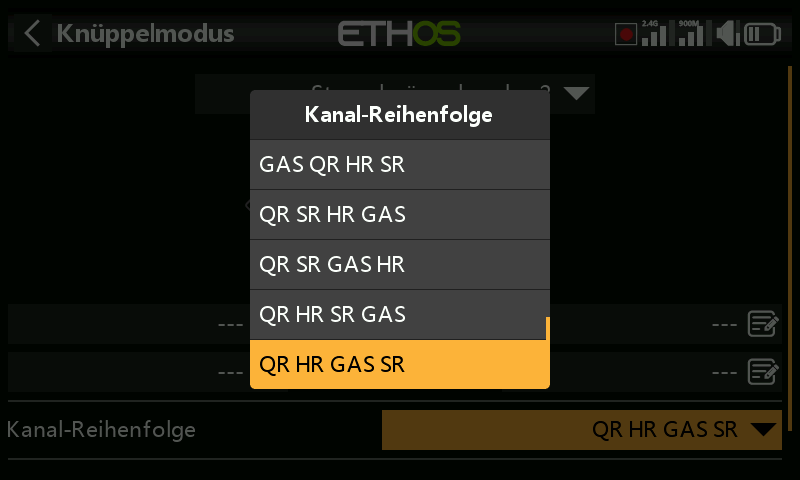 Knüppelmodus
ETHOS
2.4G
900M
Kanal-Reihenfolge
GAS QR HR SR
QR SR HR GAS
QR SR GAS HR
QR HR SR GAS
QR HR GAS SR
--- ---
--- ---
Kanal-Reihenfolge
QR HR GAS SR